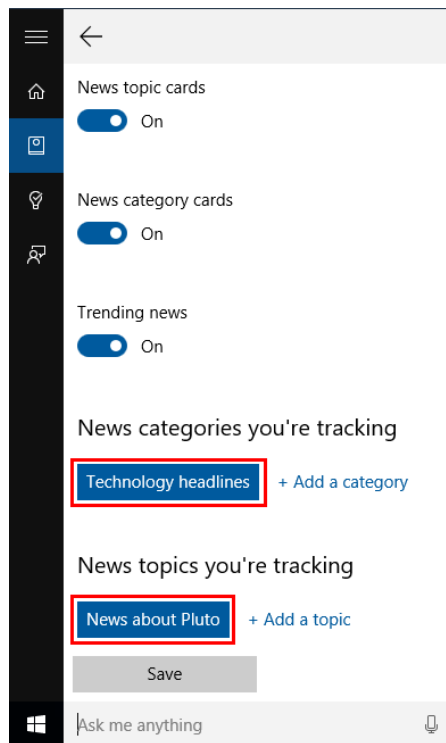 News topic cards
On
News category cards
On
Trending news
On
News categories you're tracking
Technology headlines + Add a category
News topics you're tracking
News about Pluto + Add a topic
Save
Ask me anything